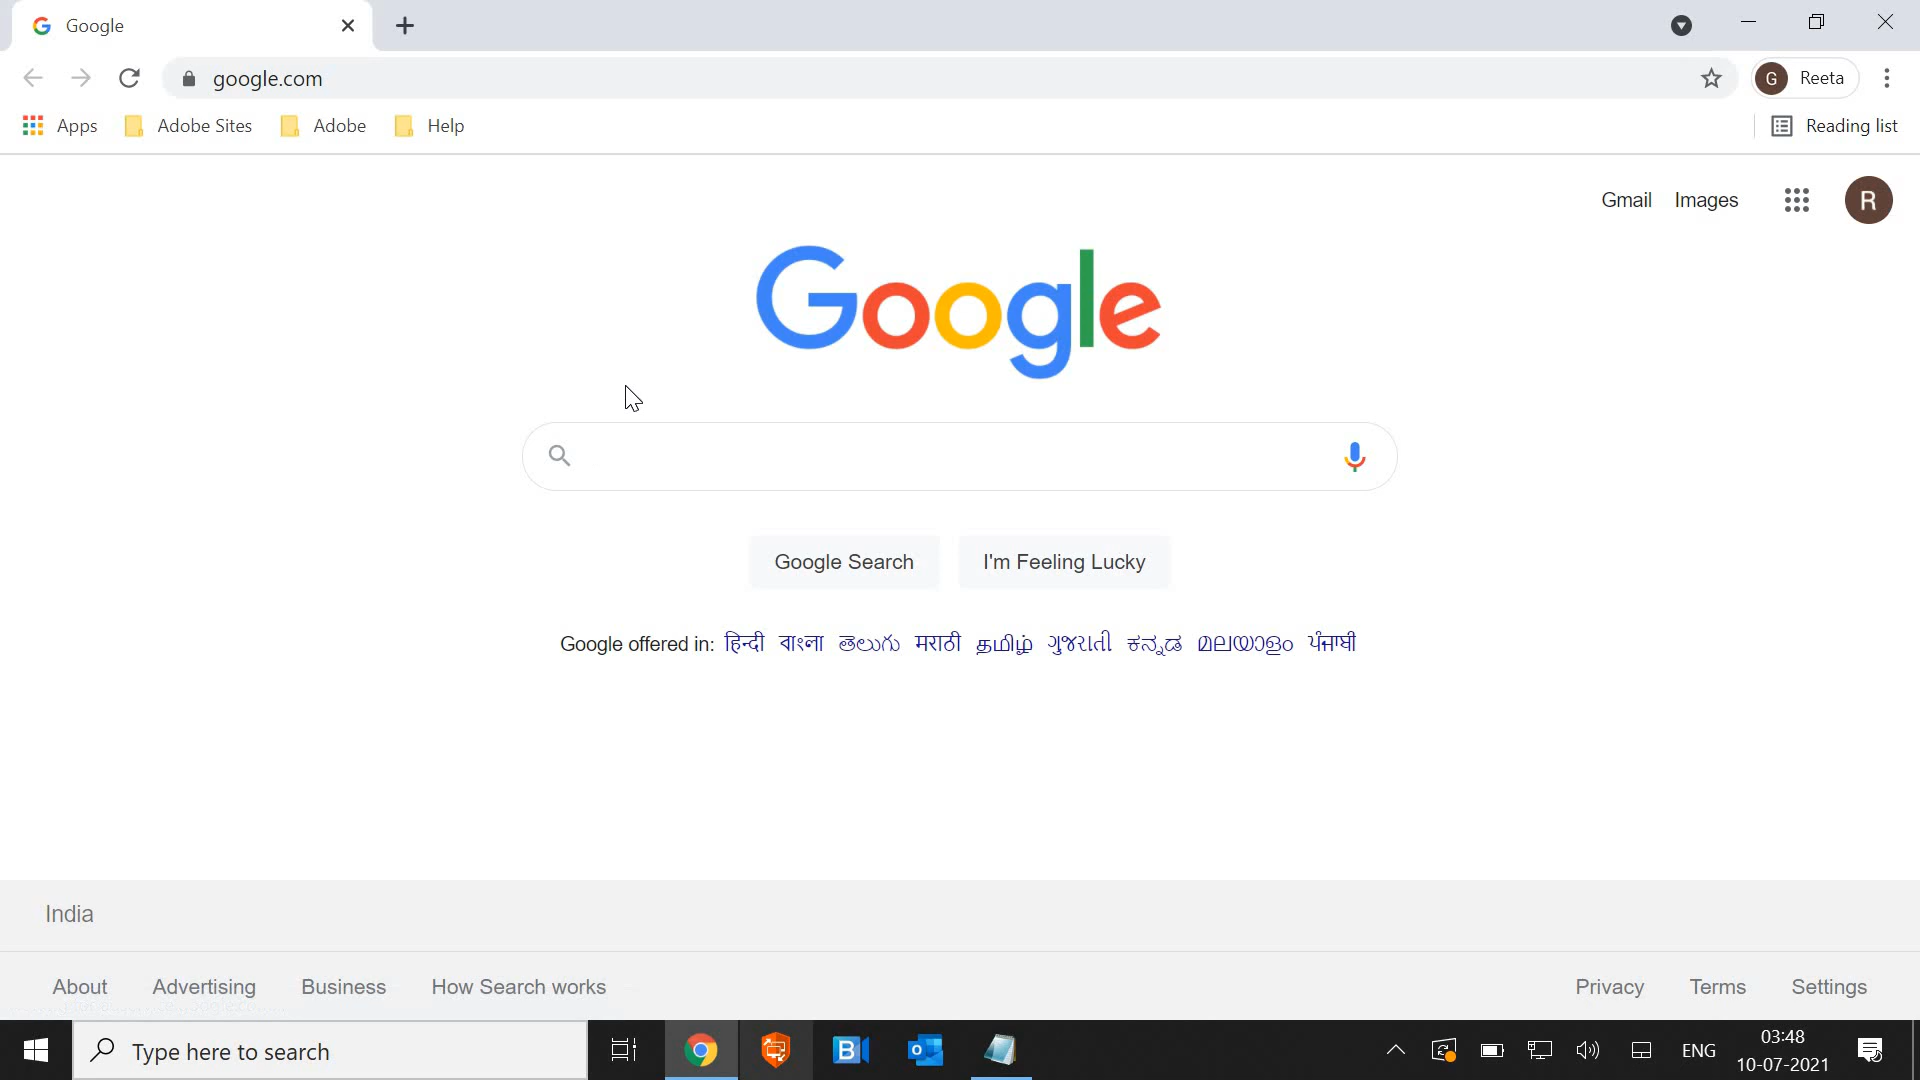 Google
google.com
G Reeta
Apps Adobe Sites Adobe Help Reading list
Gmail Images R
Google
Google Search I'm Feeling Lucky
Google offered in: हिन्दी বাংলা తెలుగు मराठी தமிழ் ગુજરાતી ಕನ್ನಡ മലയാളം ਪੰਜਾਬੀ
India
About Advertising Business How Search works Privacy Terms Settings
Type here to search ENG 03:48
10-07-2021